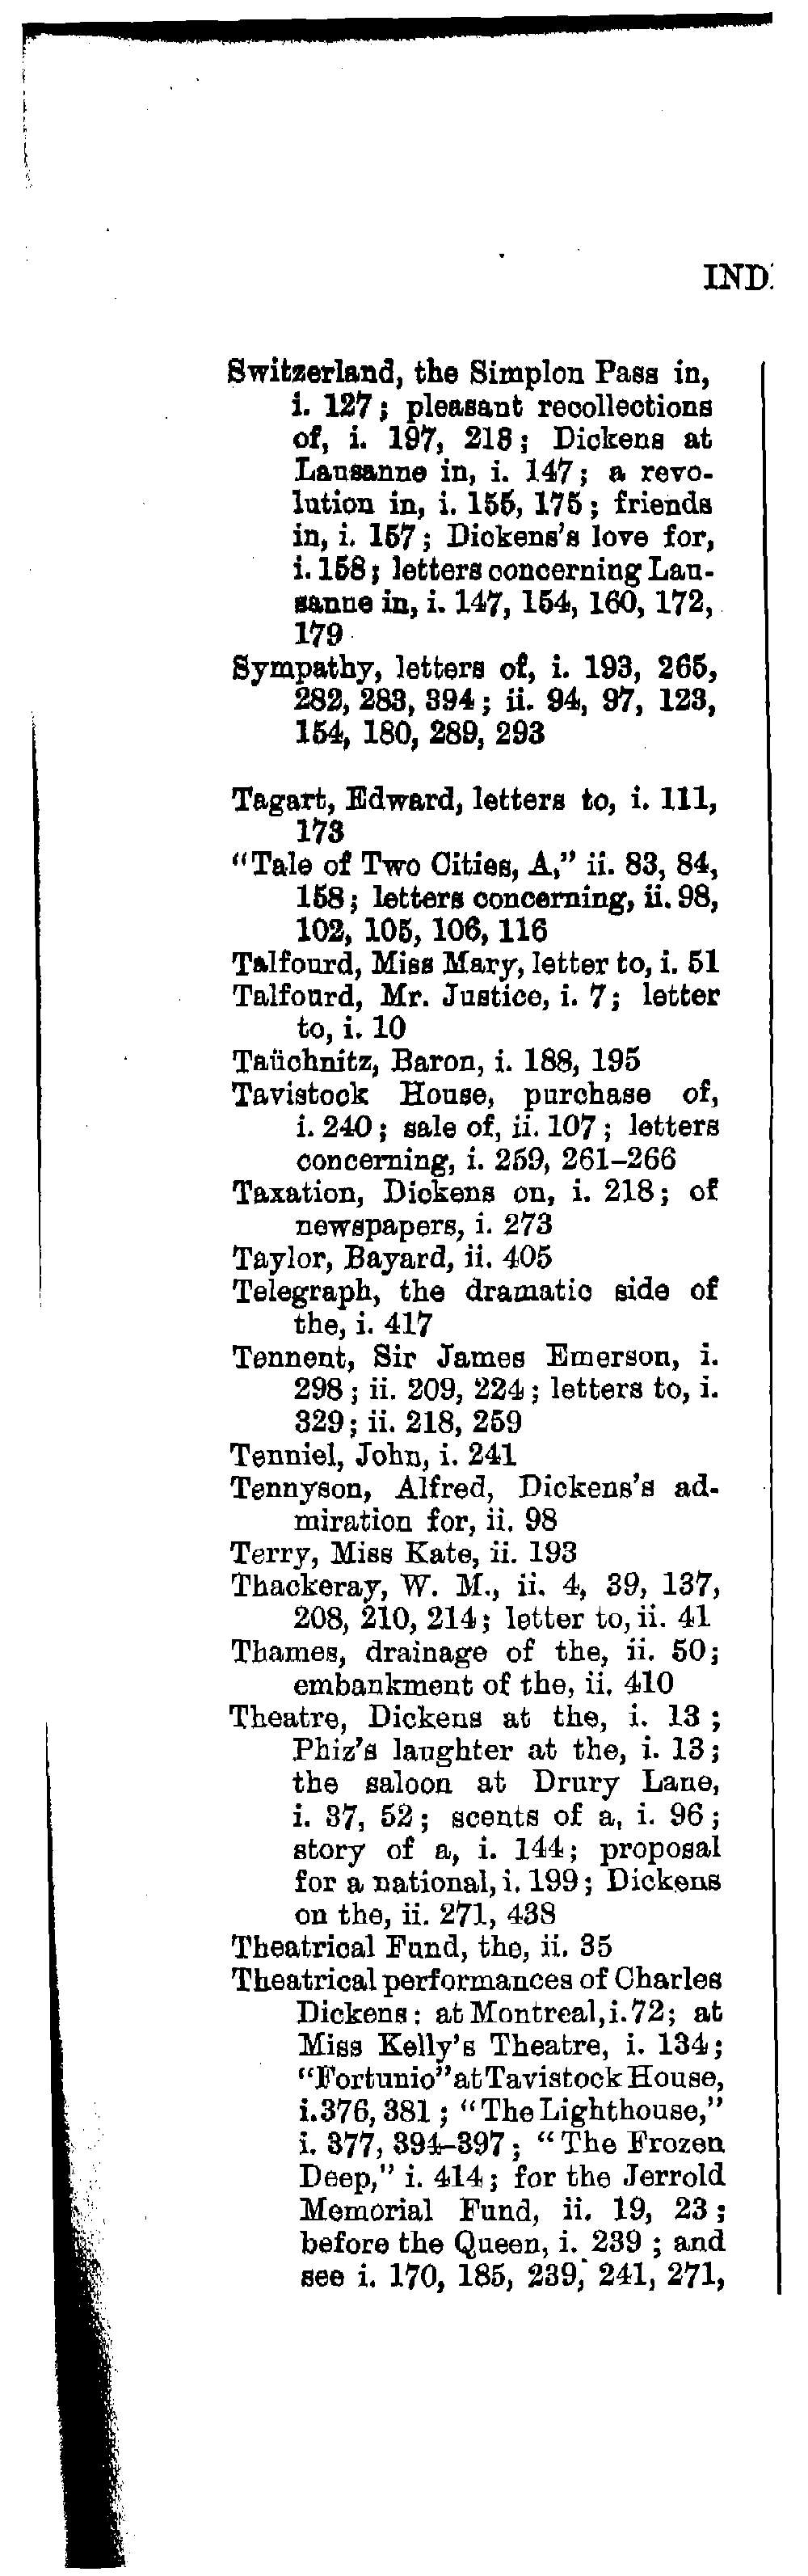 IND
Switzerland, the Simplon Pass in,
i. 127; pleasant recollections
of, i. 197, 218; Dickens at
Lausanne in, i. 147; a revo-
lution in, i. 155, 175; friends
in, i. 157; Dickens's love for,
i. 158; letters concerning Lau-
sanne in, i. 147, 154, 160, 172,
179
Sympathy, letters of, i. 193, 265,
282, 283, 394; ii. 94, 97, 123,
154, 180, 289, 293
Tagart, Edward, letters to, i. 111,
173
"Tale of Two Cities, A," ii. 83, 84,
158; letters concerning, ii. 98,
102, 105, 106, 116
Talfourd, Miss Mary, letter to, i. 51
Talfourd, Mr. Justice, i. 7; letter
to, i. 10
Taüchnitz, Baron, i. 188, 195
Tavistock House, purchase of,
i. 240; sale of, ii. 107; letters
concerning, i. 259, 261–266
Taxation, Dickens on, i. 218; of
newspapers, i. 273
Taylor, Bayard, ii. 405
Telegraph, the dramatic side of
the, i. 417
Tennent, Sir James Emerson, i.
298; ii. 209, 224; letters to, i.
329; ii. 218, 259
Tenniel, John, i. 241
Tennyson, Alfred, Dickens's ad-
miration for, ii. 98
Terry, Miss Kate, ii. 193
Thackeray, W. M., ii. 4, 39, 137,
208, 210, 214; letter to, ii. 41
Thames, drainage of the, ii. 50;
embankment of the, ii. 410
Theatre, Dickens at the, i. 13;
Phiz's laughter at the, i. 13;
the saloon at Drury Lane,
i. 37, 52; scents of a, i. 96;
story of a, i. 144; proposal
for a national, i. 199; Dickens
on the, ii. 271, 438
Theatrical Fund, the, ii. 35
Theatrical performances of Charles
Dickens: at Montreal, i. 72; at
Miss Kelly's Theatre, i. 134;
"Fortunio" at Tavistock House,
i. 376, 381; "The Lighthouse,"
i. 377, 394–397; "The Frozen
Deep," i. 414; for the Jerrold
Memorial Fund, ii. 19, 23;
before the Queen, i. 239; and
see i. 170, 185, 239, 241, 271,